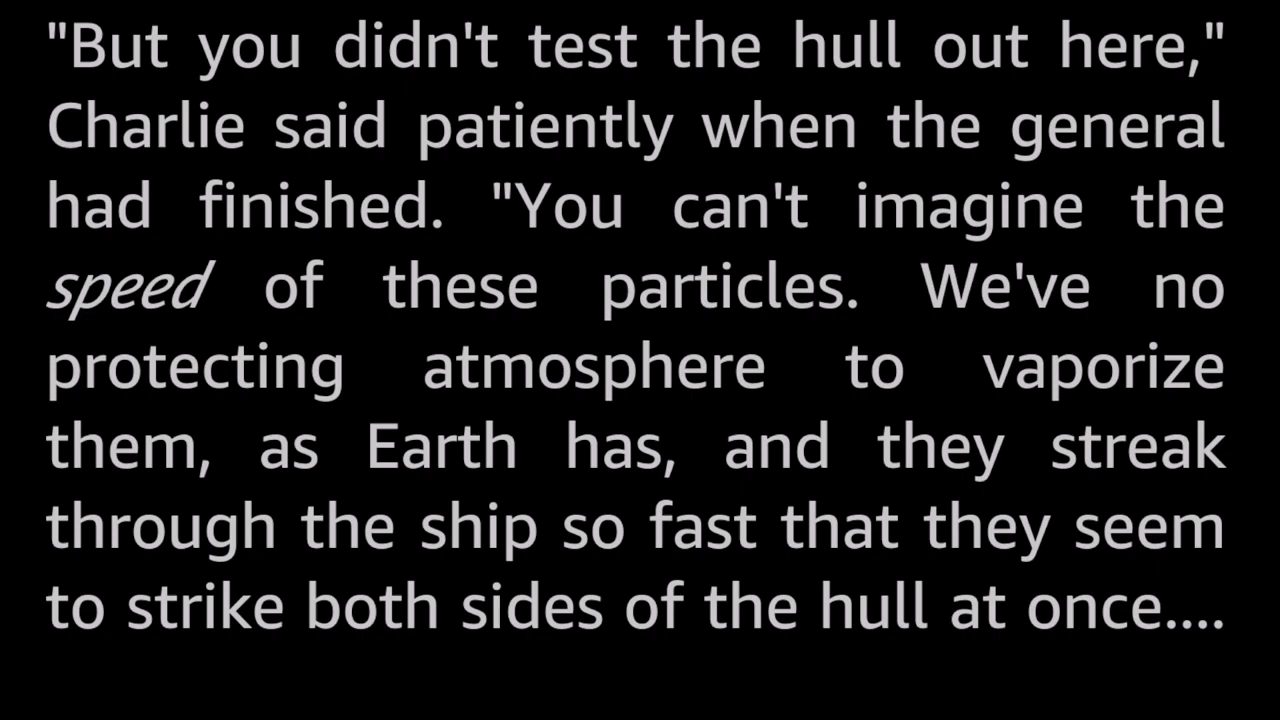 "But you didn't test the hull out here,"
Charlie said patiently when the general
had finished. "You can't imagine the
speed of these particles. We've no
protecting atmosphere to vaporize
them, as Earth has, and they streak
through the ship so fast that they seem
to strike both sides of the hull at once....